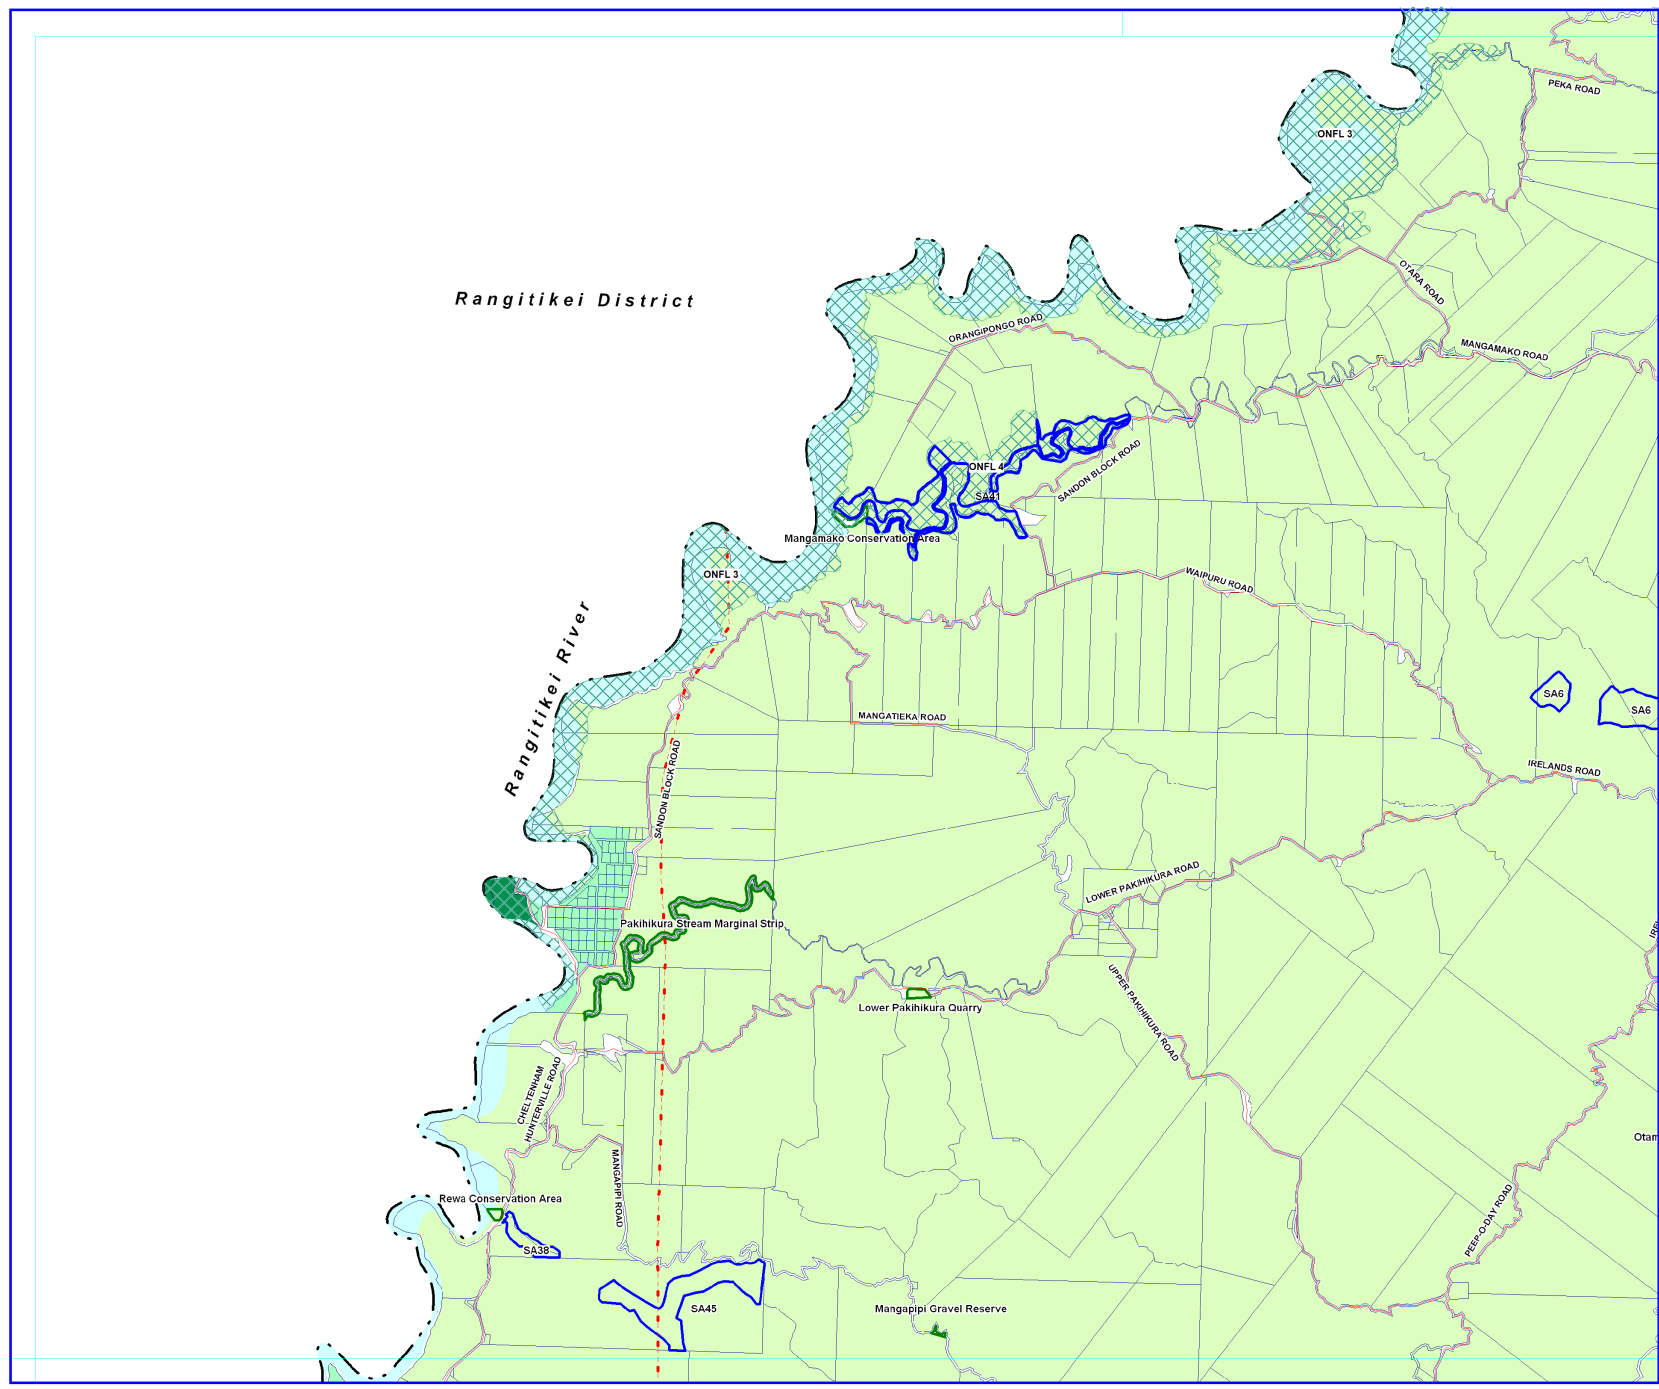 PEKA ROAD
ONFL 3
OTARA ROAD
Rangitikei District
ORANGIPONGO ROAD
MANGAMAKO ROAD
ONFL 4
SANDON BLOCK ROAD
SA41
Mangamako Conservation Area
ONFL 3
WAIPURU ROAD
Rangitikei River
SA6
SA6
MANGATIEKA ROAD
IRELANDS ROAD
SANDON BLOCK ROAD
LOWER PAKIHIKURA ROAD
Pakihikura Stream Marginal Strip
IRE
Lower Pakihikura Quarry
UPPER PAKIHIKURA ROAD
CHELTENHAM
HUNTERVILLE ROAD
Otam
MANGAPIPI ROAD
Rewa Conservation Area
PEEP-O-DAY ROAD
SA38
SA45
Mangapipi Gravel Reserve